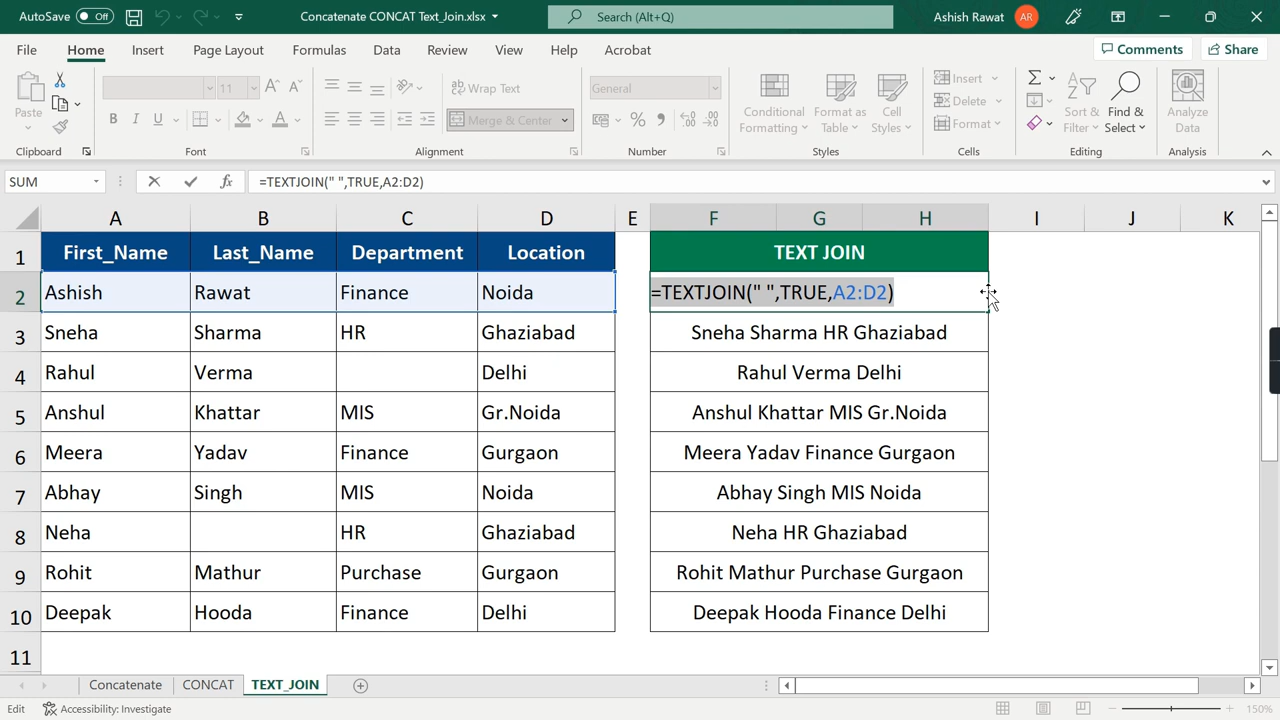 AutoSave Off Concatenate CONCAT Text_Join.xlsx Search (Alt+Q) Ashish Rawat AR
File Home Insert Page Layout Formulas Data Review View Help Acrobat Comments Share
Paste 11 Wrap Text General Conditional Formatting Format as Table Cell Styles Insert Sort & Filter Find & Select Analyze Data
B I U Merge & Center % Delete
Format
Clipboard Font Alignment Number Styles Cells Editing Analysis
SUM fx =TEXTJOIN(" ",TRUE,A2:D2)
A B C D E F G H I J K
1 First_Name Last_Name Department Location TEXT JOIN
2 Ashish Rawat Finance Noida =TEXTJOIN(" ",TRUE,A2:D2)
3 Sneha Sharma HR Ghaziabad Sneha Sharma HR Ghaziabad
4 Rahul Verma Delhi Rahul Verma Delhi
5 Anshul Khattar MIS Gr.Noida Anshul Khattar MIS Gr.Noida
6 Meera Yadav Finance Gurgaon Meera Yadav Finance Gurgaon
7 Abhay Singh MIS Noida Abhay Singh MIS Noida
8 Neha HR Ghaziabad Neha HR Ghaziabad
9 Rohit Mathur Purchase Gurgaon Rohit Mathur Purchase Gurgaon
10 Deepak Hooda Finance Delhi Deepak Hooda Finance Delhi
11
Concatenate CONCAT TEXT_JOIN
Edit Accessibility: Investigate 150%